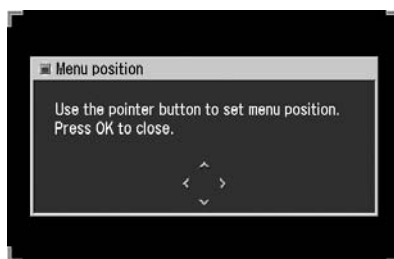 Menu position
Use the pointer button to set menu position.
Press OK to close.